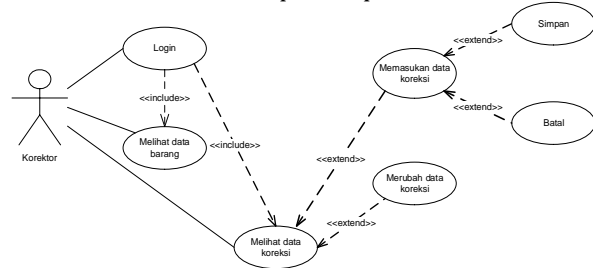 Simpan
Login
<<extend>>
Memasukan data
koreksi
<<include>>
<<extend>>
Korektor
Melihat data
barang
<<include>>
Batal
<<extend>>
Merubah data
koreksi
<<extend>>
Melihat data
koreksi